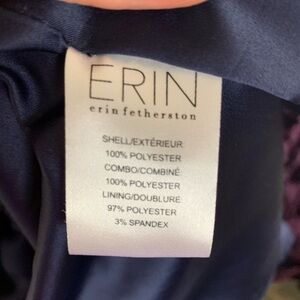 ERIN
erin fetherston
SHELL/EXTÉRIEUR
100% POLYESTER
COMBO/COMBINÉ
100% POLYESTER
LINING/DOUBLURE
97% POLYESTER
3% SPANDEX